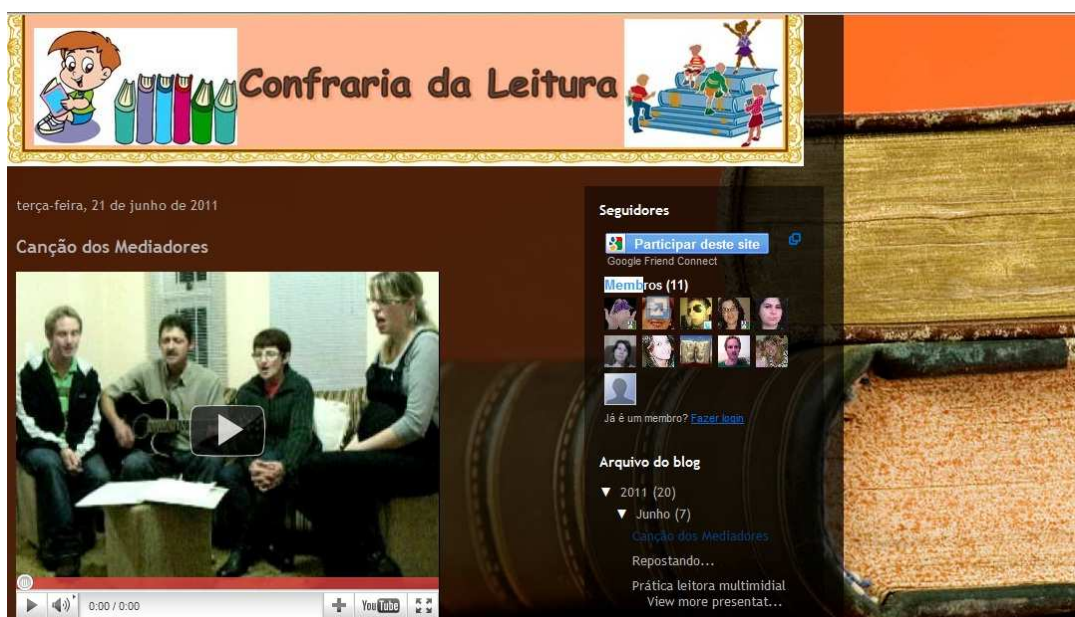 Confraria da Leitura
terça-feira, 21 de junho de 2011
Canção dos Mediadores
0:00 / 0:00
YouTube
Seguidores
Participar deste site
Google Friend Connect
Membros (11)
Já é um membro? Fazer login
Arquivo do blog
▼ 2011 (20)
▼ Junho (7)
Canção dos Mediadores
Repostando...
Prática leitora multimidial
View more presentat...